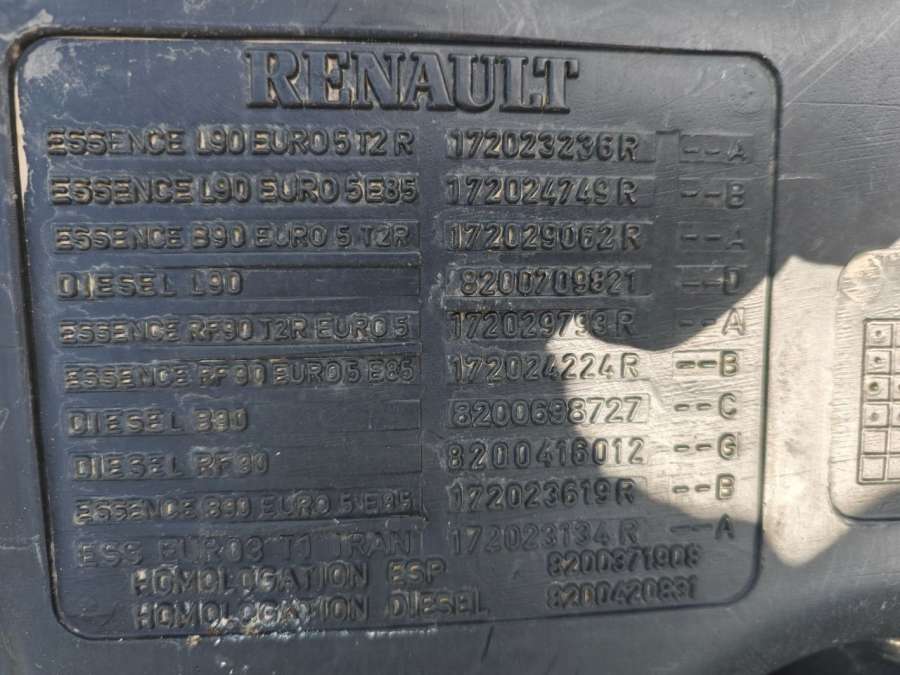 RENAULT
ESSENCE L90 EURO 5 T2 R 172023236R --A
ESSENCE L90 EURO 5 E85 172024749R --B
ESSENCE B90 EURO 5 T2R 172029062R --A
DIESEL L90 8200709821 --D
ESSENCE RF90 T2R EURO 5 172029793R --A
ESSENCE RF90 EURO5 E85 172024224R --B
DIESEL B90 8200698727 --C
DIESEL RF90 8200416012 --G
ESSENCE B90 EURO 5 E85 172023619R --B
ESS EURO3 T1 TRAN 172023134R --A
HOMOLOGATION ESP 8200371908
HOMOLOGATION DIESEL 8200420831